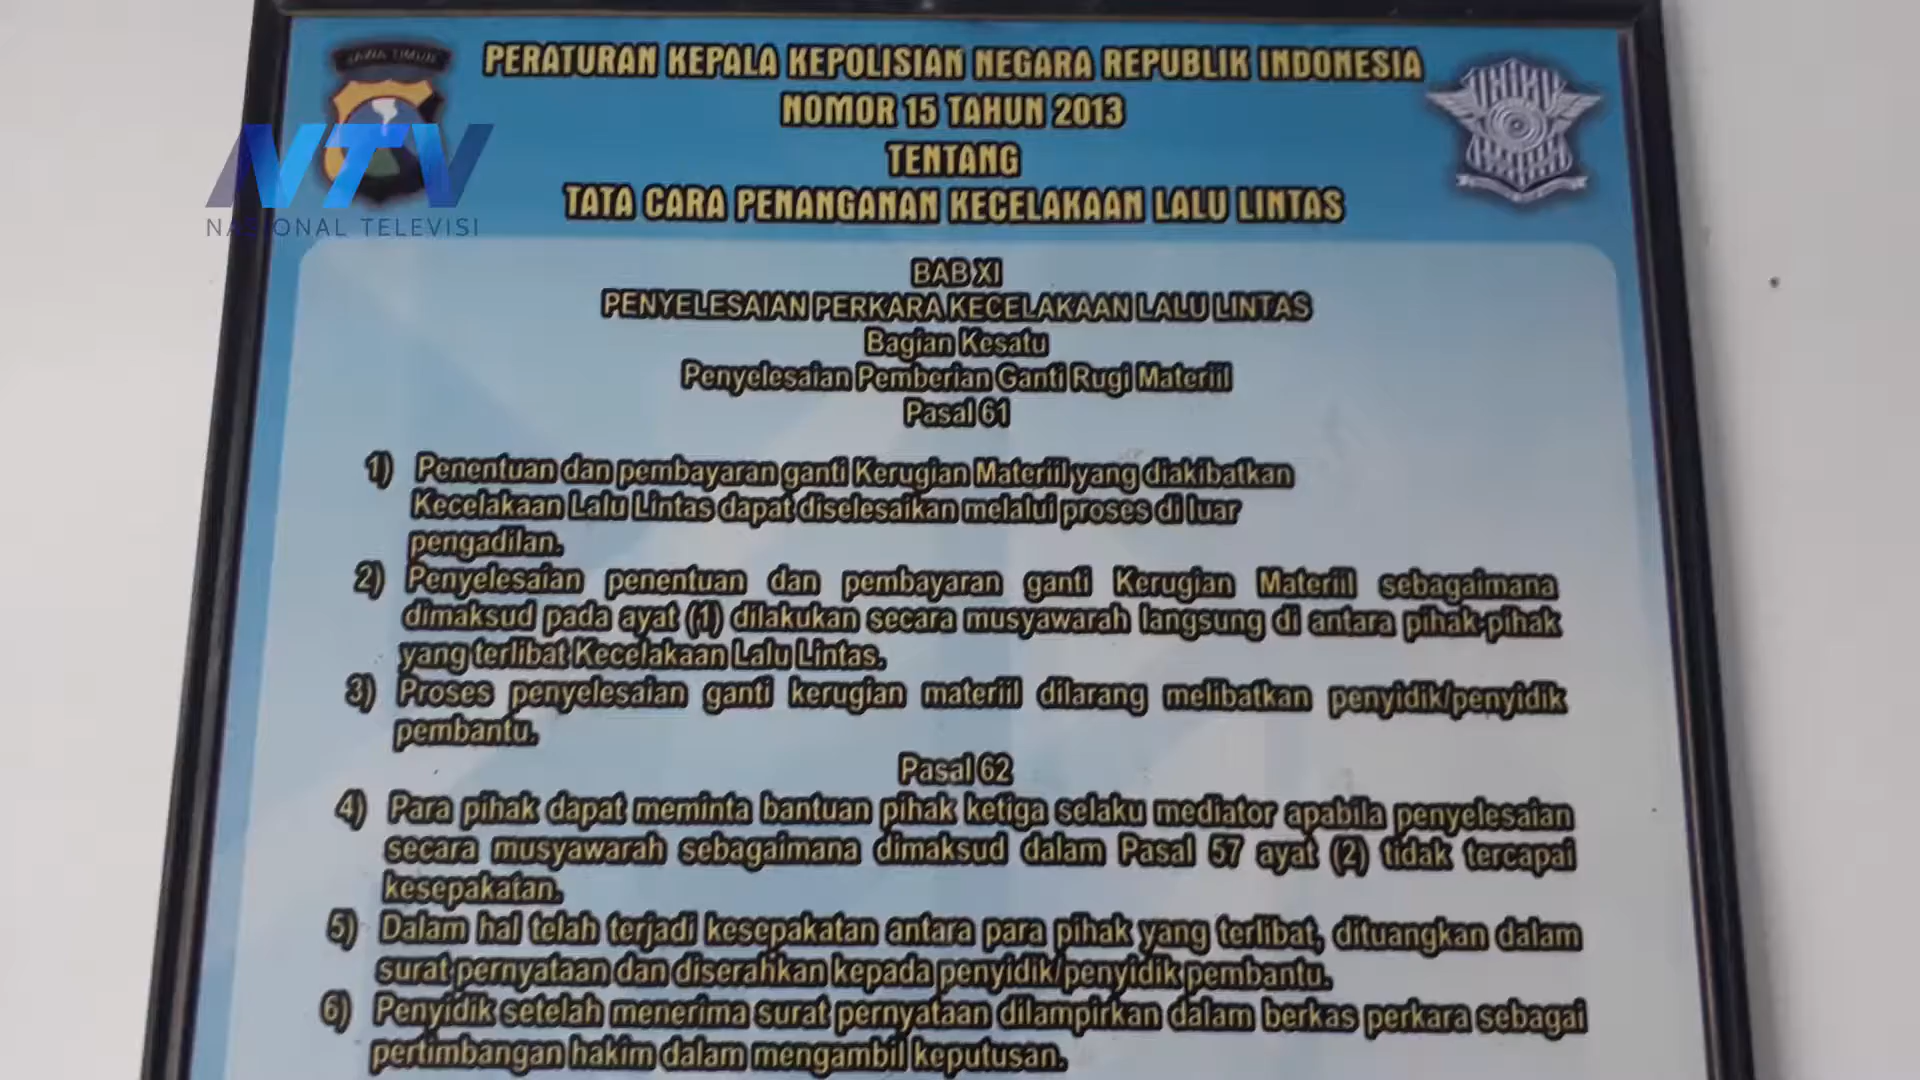 JAWA TIMUR
PERATURAN KEPALA KEPOLISIAN NEGARA REPUBLIK INDONESIA
NOMOR 15 TAHUN 2013
TENTANG
TATA CARA PENANGANAN KECELAKAAN LALU LINTAS
NTV
NASIONAL TELEVISI
BAB XI
PENYELESAIAN PERKARA KECELAKAAN LALU LINTAS
Bagian Kesatu
Penyelesaian Pemberian Ganti Rugi Materiil
Pasal 61
1) Penentuan dan pembayaran ganti Kerugian Materiil yang diakibatkan
Kecelakaan Lalu Lintas dapat diselesaikan melalui proses di luar
pengadilan.
2) Penyelesaian penentuan dan pembayaran ganti Kerugian Materiil sebagaimana
dimaksud pada ayat (1) dilakukan secara musyawarah langsung di antara pihak-pihak
yang terlibat Kecelakaan Lalu Lintas.
3) Proses penyelesaian ganti kerugian materiil dilarang melibatkan penyidik/penyidik
pembantu.
Pasal 62
4) Para pihak dapat meminta bantuan pihak ketiga selaku mediator apabila penyelesaian
secara musyawarah sebagaimana dimaksud dalam Pasal 57 ayat (2) tidak tercapai
kesepakatan.
5) Dalam hal telah terjadi kesepakatan antara para pihak yang terlibat, dituangkan dalam
surat pernyataan dan diserahkan kepada penyidik/penyidik pembantu.
6) Penyidik setelah menerima surat pernyataan dilampirkan dalam berkas perkara sebagai
pertimbangan hakim dalam mengambil keputusan.